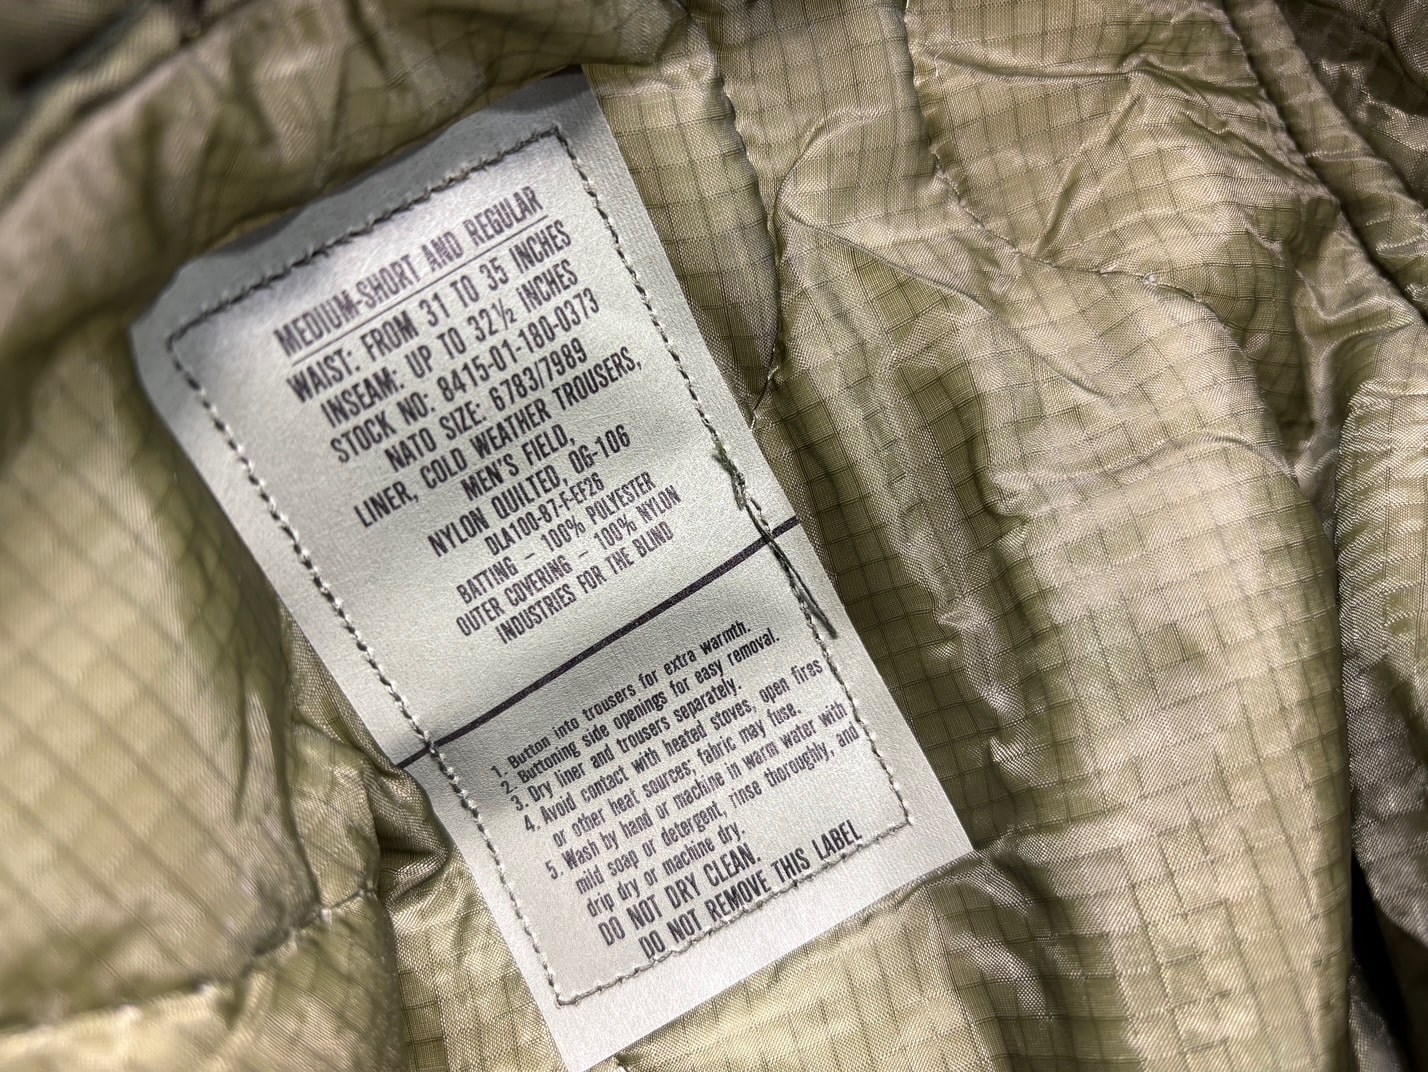 MEDIUM-SHORT AND REGULAR
WAIST: FROM 31 TO 35 INCHES
INSEAM: UP TO 32½ INCHES
STOCK NO: 8415-01-180-0373
NATO SIZE: 6783/7989
LINER, COLD WEATHER TROUSERS,
MEN'S FIELD,
NYLON QUILTED, OG-106
DLA100-87-F-EF26
BATTING – 100% POLYESTER
OUTER COVERING – 100% NYLON
INDUSTRIES FOR THE BLIND
1. Button into trousers for extra warmth.
2. Buttoning side openings for easy removal.
3. Dry liner and trousers separately.
4. Avoid contact with heated stoves, open fires
or other heat sources; fabric may fuse.
5. Wash by hand or machine in warm water with
mild soap or detergent, rinse thoroughly, and
drip dry or machine dry.
DO NOT DRY CLEAN.
DO NOT REMOVE THIS LABEL